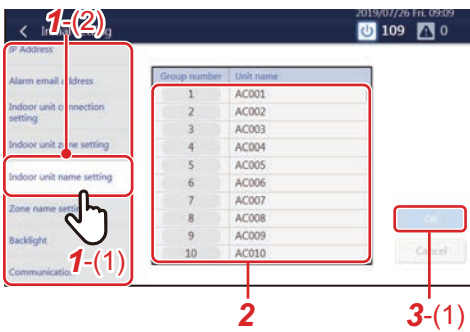 2019/07/26 Fri. 09:09
1-(2)
109
0
IP Address
Alarm email address
Indoor unit connection
setting
Indoor unit zone setting
Indoor unit name setting
Zone name setting
Backlight
Communication
1-(1)
Group number Unit name
1 AC001
2 AC002
3 AC003
4 AC004
5 AC005
6 AC006
7 AC007
8 AC008
9 AC009
10 AC010
OK
Cancel
2
3-(1)